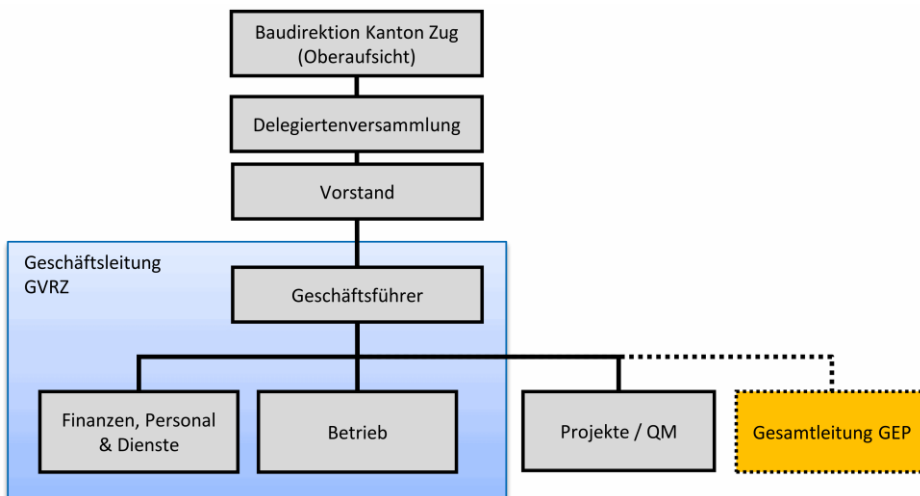 Baudirektion Kanton Zug
(Oberaufsicht)
Delegiertenversammlung
Vorstand
Geschäftsleitung
GVRZ
Geschäftsführer
Finanzen, Personal
& Dienste
Betrieb
Projekte / QM
Gesamtleitung GEP